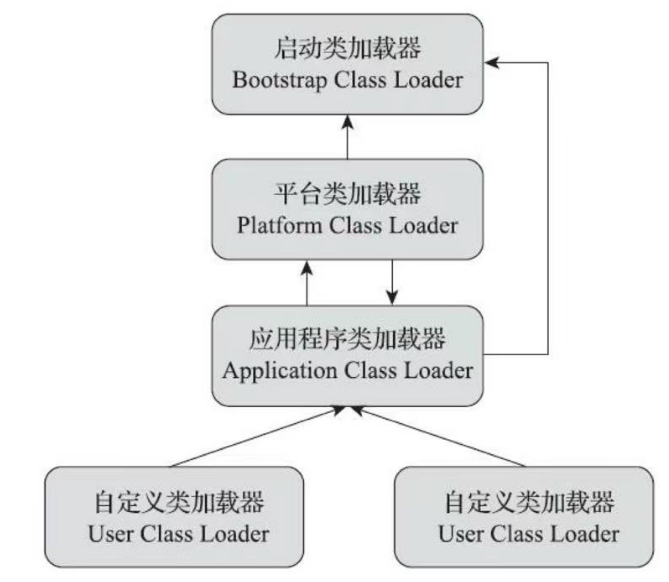 启动类加载器
Bootstrap Class Loader
平台类加载器
Platform Class Loader
应用程序类加载器
Application Class Loader
自定义类加载器
User Class Loader
自定义类加载器
User Class Loader